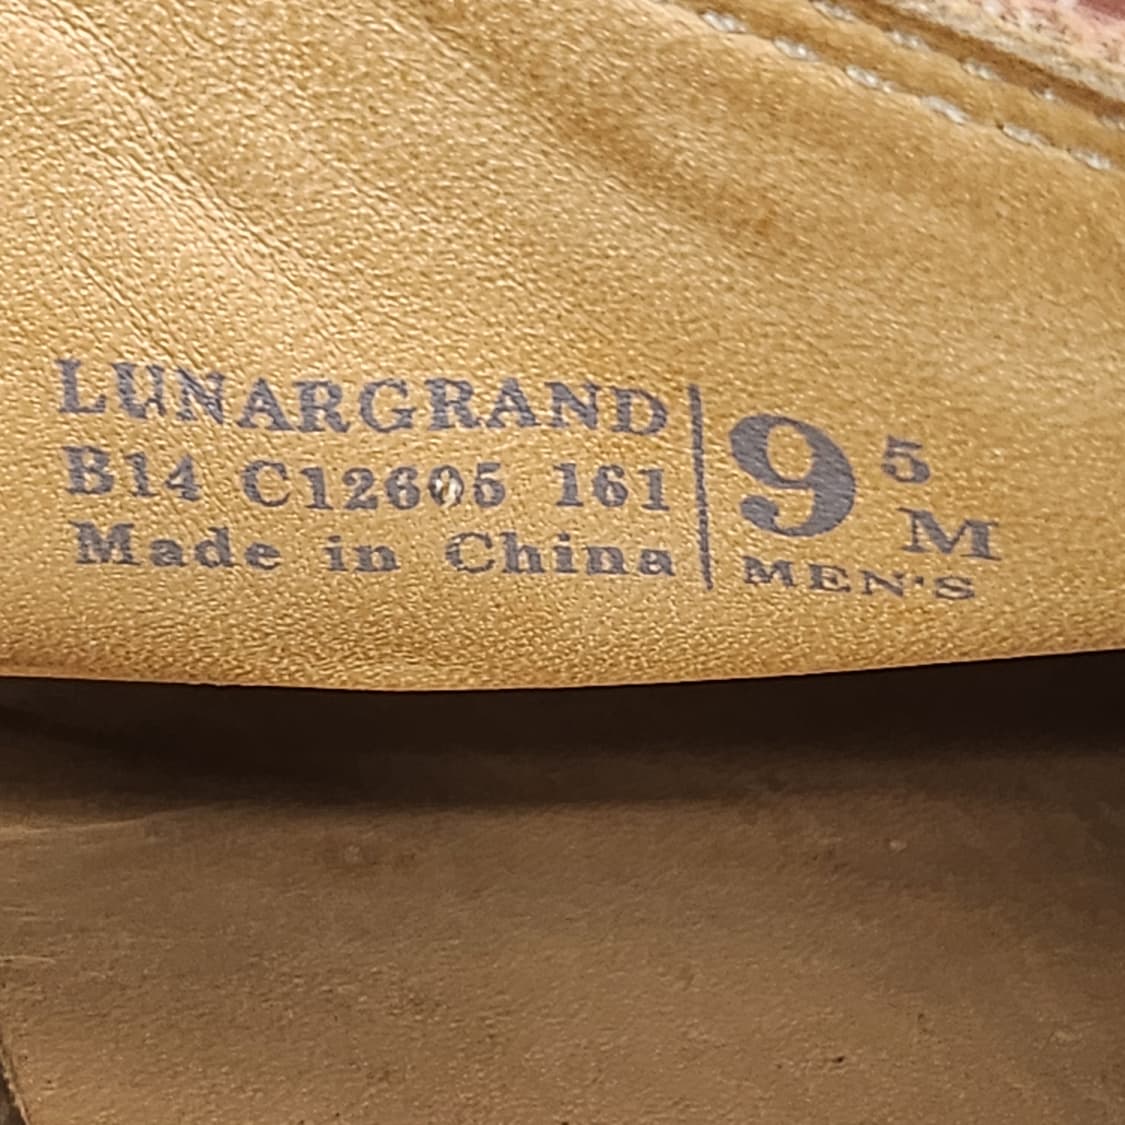 LUNARGRAND
B14 C12605 161
Made in China
9 5
M
MEN'S